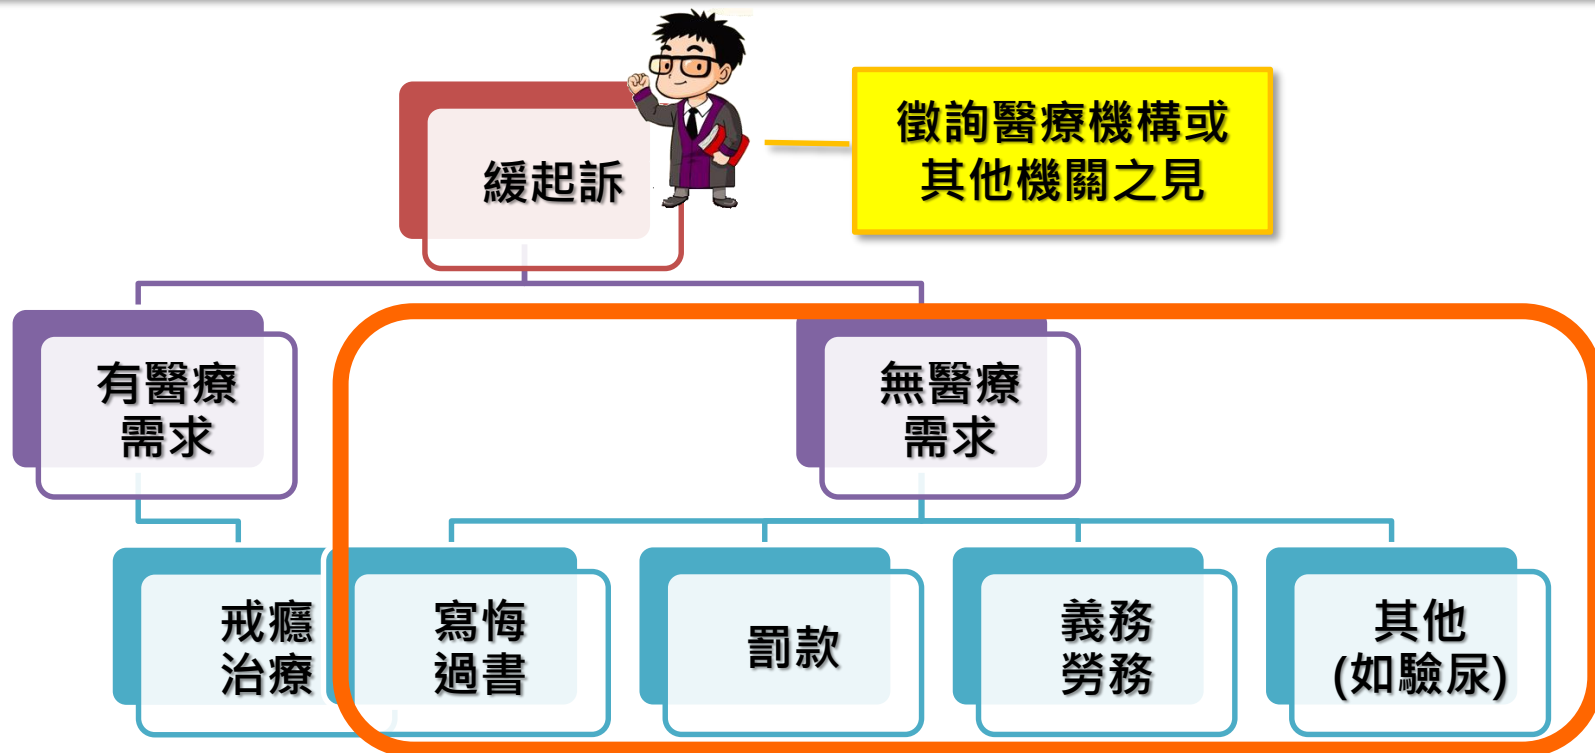 緩起訴
徵詢醫療機構或
其他機關之見
有醫療
需求
無醫療
需求
戒癮
治療
寫悔
過書
罰款
義務
勞務
其他
(如驗尿)